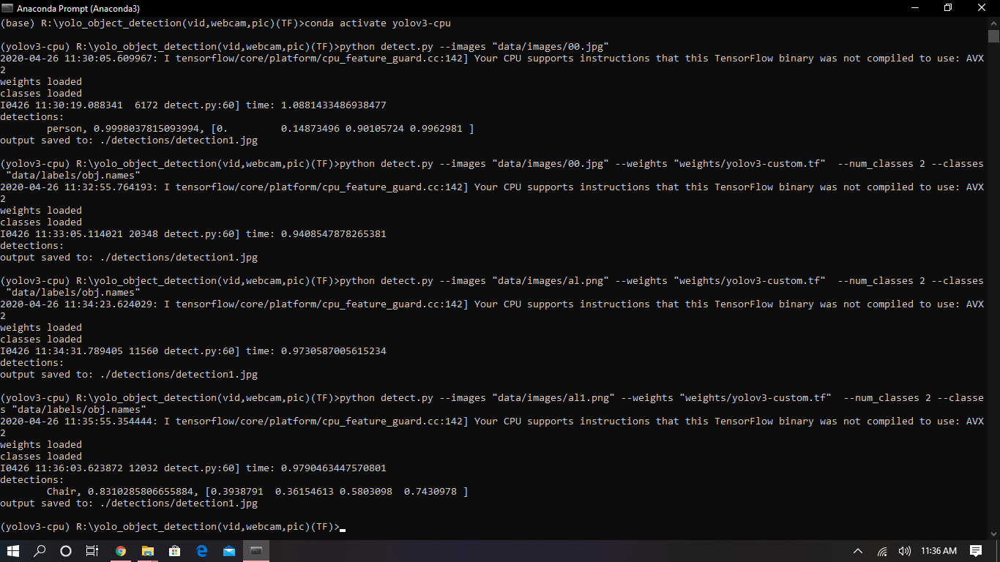 Anaconda Prompt (Anaconda3)
(base) R:\yolo_object_detection(vid,webcam,pic)(TF)>conda activate yolov3-cpu
(yolov3-cpu) R:\yolo_object_detection(vid,webcam,pic)(TF)>python detect.py --images "data/images/00.jpg"
2020-04-26 11:30:05.609967: I tensorflow/core/platform/cpu_feature_guard.cc:142] Your CPU supports instructions that this TensorFlow binary was not compiled to use: AVX
2
weights loaded
classes loaded
I0426 11:30:19.088341  6172 detect.py:60] time: 1.0881433486938477
detections:
        person, 0.9998037815093994, [0.         0.14873496 0.90105724 0.9962981 ]
output saved to: ./detections/detection1.jpg
(yolov3-cpu) R:\yolo_object_detection(vid,webcam,pic)(TF)>python detect.py --images "data/images/00.jpg" --weights "weights/yolov3-custom.tf"  --num_classes 2 --classes
 "data/labels/obj.names"
2020-04-26 11:32:55.764193: I tensorflow/core/platform/cpu_feature_guard.cc:142] Your CPU supports instructions that this TensorFlow binary was not compiled to use: AVX
2
weights loaded
classes loaded
I0426 11:33:05.114021 20348 detect.py:60] time: 0.9408547878265381
detections:
output saved to: ./detections/detection1.jpg
(yolov3-cpu) R:\yolo_object_detection(vid,webcam,pic)(TF)>python detect.py --images "data/images/al.png" --weights "weights/yolov3-custom.tf"  --num_classes 2 --classes
 "data/labels/obj.names"
2020-04-26 11:34:23.624029: I tensorflow/core/platform/cpu_feature_guard.cc:142] Your CPU supports instructions that this TensorFlow binary was not compiled to use: AVX
2
weights loaded
classes loaded
I0426 11:34:31.789405 11560 detect.py:60] time: 0.9730587005615234
detections:
output saved to: ./detections/detection1.jpg
(yolov3-cpu) R:\yolo_object_detection(vid,webcam,pic)(TF)>python detect.py --images "data/images/al1.png" --weights "weights/yolov3-custom.tf"  --num_classes 2 --classe
s "data/labels/obj.names"
2020-04-26 11:35:55.354444: I tensorflow/core/platform/cpu_feature_guard.cc:142] Your CPU supports instructions that this TensorFlow binary was not compiled to use: AVX
2
weights loaded
classes loaded
I0426 11:36:03.623872 12032 detect.py:60] time: 0.9790463447570801
detections:
        Chair, 0.8310285806655884, [0.3938791  0.36154613 0.5803098  0.7430978 ]
output saved to: ./detections/detection1.jpg
(yolov3-cpu) R:\yolo_object_detection(vid,webcam,pic)(TF)>
11:36 AM